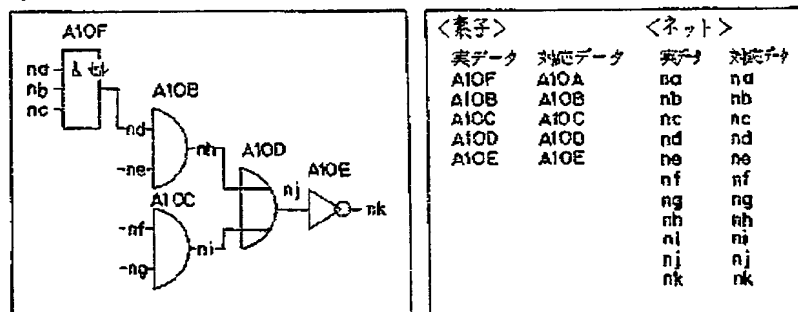 A10F
na
nb
nc
A10B
nd
ne
nh
A10D
A10E
nj
nk
A10C
nf
ng
ni
<素子> <ネット>
実データ 対応データ 実データ 対応データ
A10F A10A na na
A10B A10B nb nb
A10C A10C nc nc
A10D A10D nd nd
A10E A10E ne ne
nf nf
ng ng
nh nh
ni ni
nj nj
nk nk